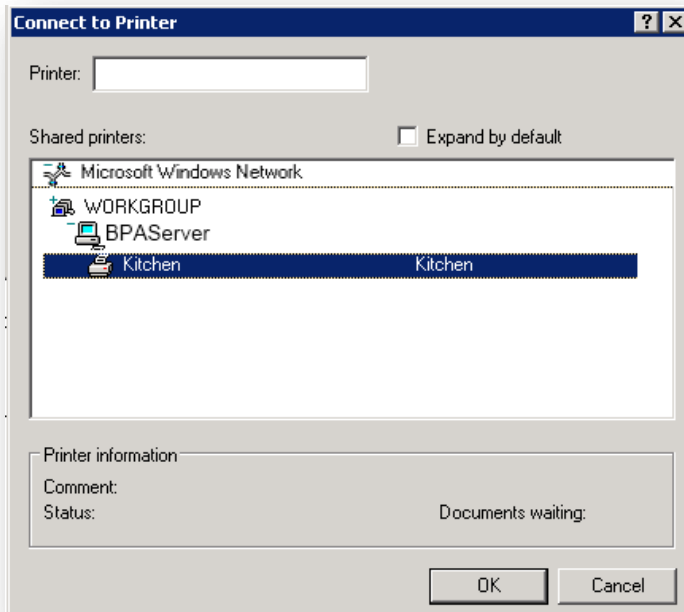 Connect to Printer
Printer:
Shared printers: Expand by default
Microsoft Windows Network
WORKGROUP
BPAServer
Kitchen Kitchen
Printer information
Comment:
Status: Documents waiting:
OK Cancel